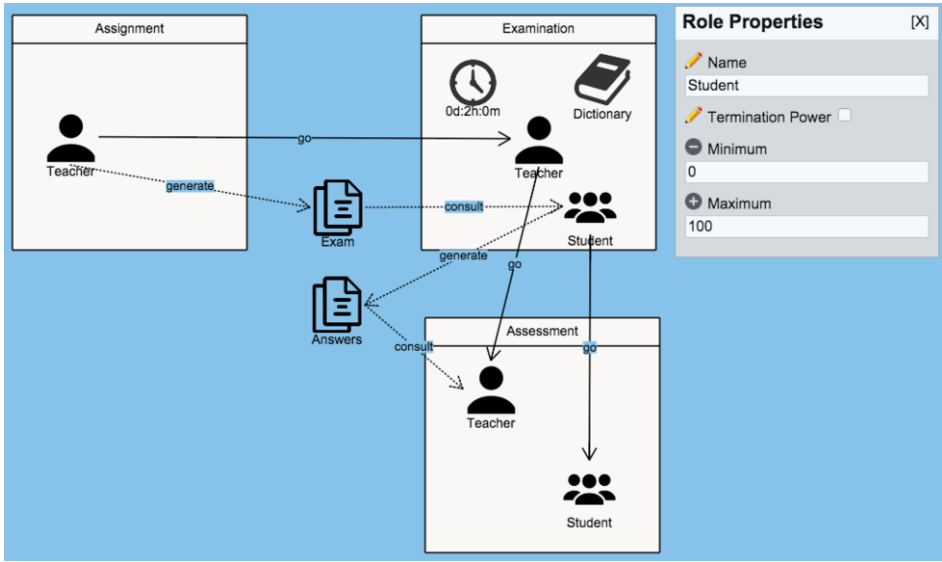 Assignment
Examination
0d:2h:0m
Dictionary
go
Teacher
Teacher
generate
consult
Exam
Student
generate
go
Answers
Assessment
consult
go
Teacher
Student
Role Properties [X]
Name
Student
Termination Power
Minimum
0
Maximum
100